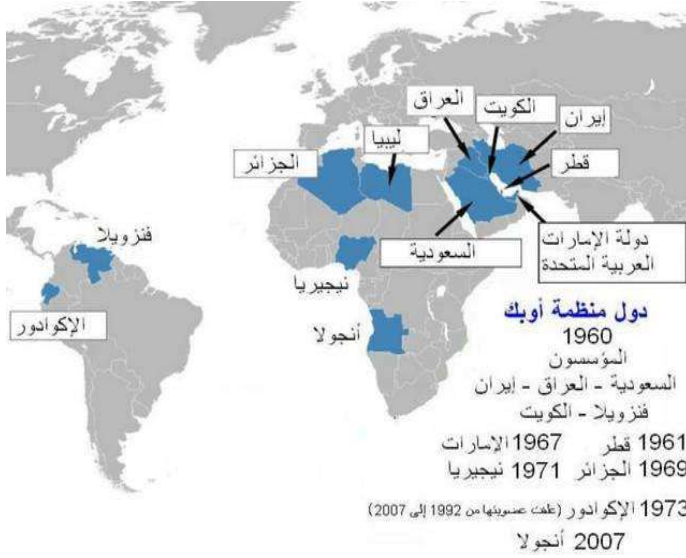 العراق
الكويت
إيران
ليبيا
الجزائر
قطر
دولة الإمارات
العربية المتحدة
السعودية
فنزويلا
نيجيريا
الإكوادور
أنجولا
دول منظمة أوبك
1960
المؤسسون
السعودية - العراق - إيران
فنزويلا - الكويت
1961 قطر 1967 الإمارات
1969 الجزائر 1971 نيجيريا
1973 الإكوادور (علقت عضويتها من 1992 إلى 2007)
2007 أنجولا